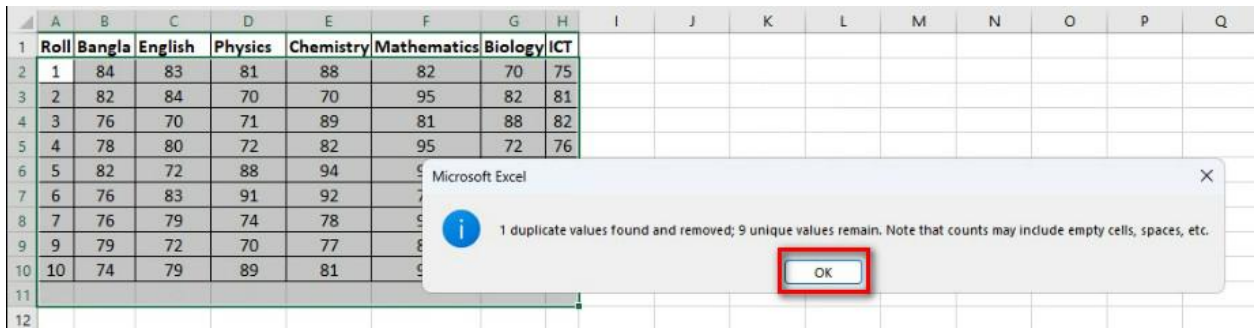 A B C D E F G H I J K L M N O P Q
1 Roll Bangla English Physics Chemistry Mathematics Biology ICT
2 1 84 83 81 88 82 70 75
3 2 82 84 70 70 95 82 81
4 3 76 70 71 89 81 88 82
5 4 78 80 72 82 95 72 76
6 5 82 72 88 94
7 6 76 83 91 92
8 7 76 79 74 78
9 9 79 72 70 77
10 10 74 79 89 81
11
12
Microsoft Excel
1 duplicate values found and removed; 9 unique values remain. Note that counts may include empty cells, spaces, etc.
OK